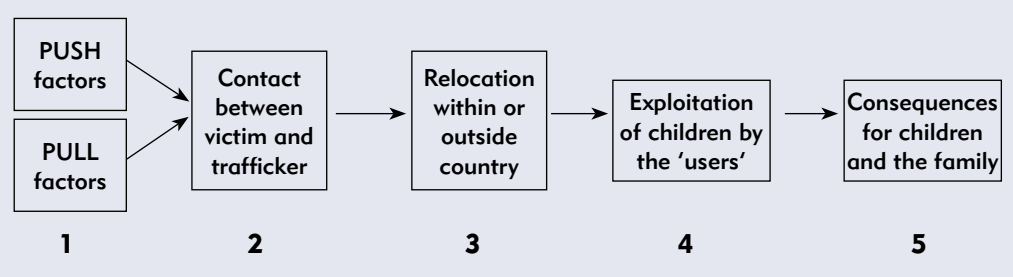 PUSH
factors
PULL
factors
Contact
between
victim and
trafficker
Relocation
within or
outside
country
Exploitation
of children by
the ‘users‘
Consequences
for children
and the family
1
2
3
4
5